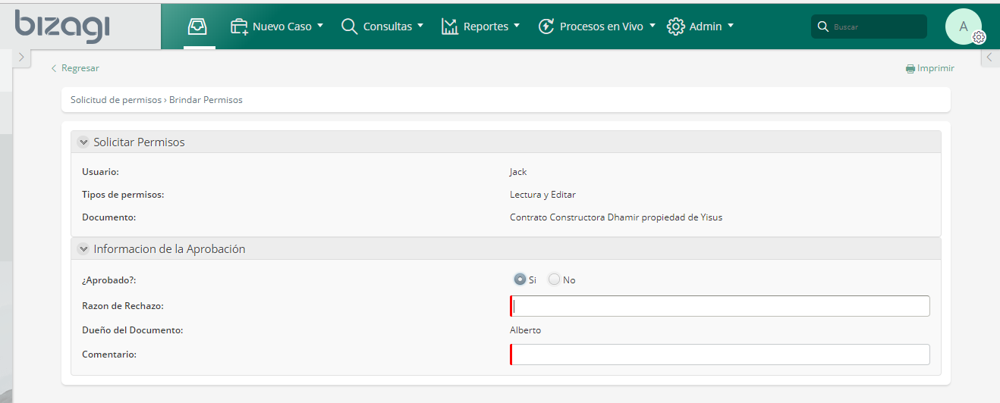 bizagi
Nuevo Caso Consultas Reportes Procesos en Vivo Admin Buscar A
Regresar Imprimir
Solicitud de permisos › Brindar Permisos
Solicitar Permisos
Usuario: Jack
Tipos de permisos: Lectura y Editar
Documento: Contrato Constructora Dhamir propiedad de Yisus
Informacion de la Aprobación
¿Aprobado?: Si No
Razon de Rechazo:
Dueño del Documento: Alberto
Comentario: